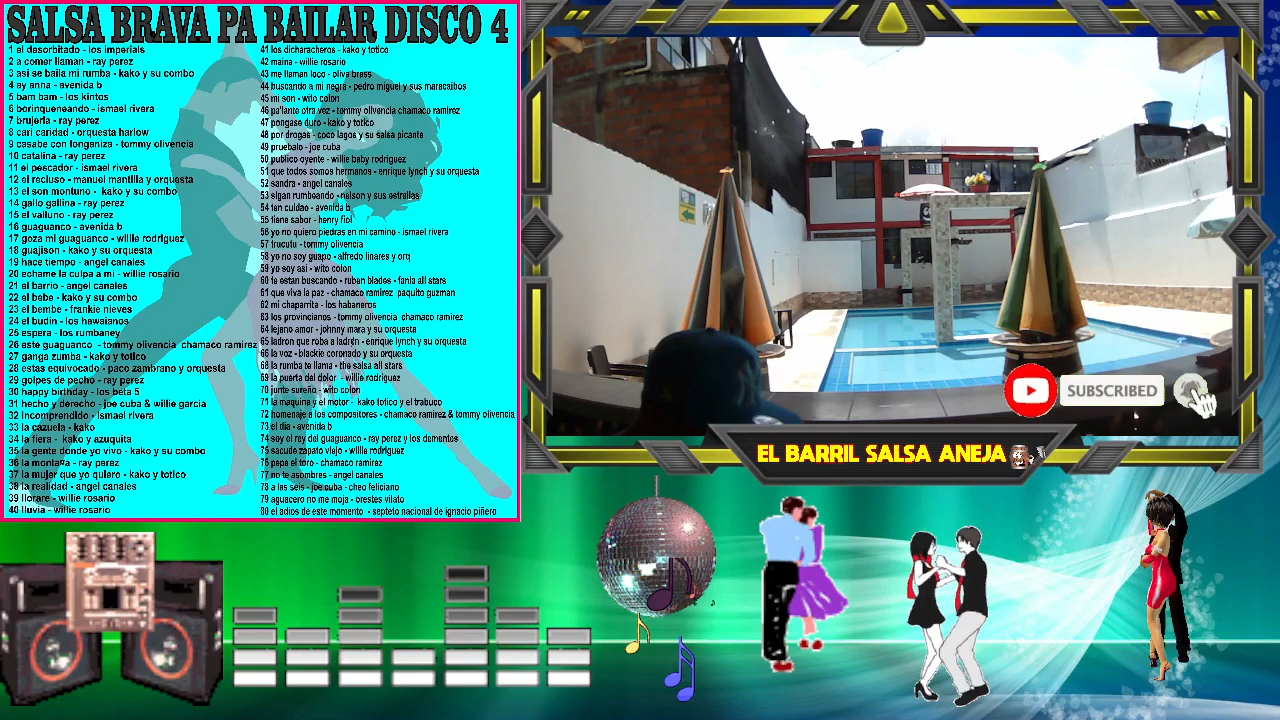 SALSA BRAVA PA BAILAR DISCO 4
1 el desorbitado - los imperials
2 a comer llaman - ray perez
3 asi se baila mi rumba - kako y su combo
4 ay anna - avenida b
5 bam bam - los kintos
6 borinqueneando - ismael rivera
7 brujeria - ray perez
8 cari caridad - orquesta harlow
9 casabe con longaniza - tommy olivencia
10 catalina - ray perez
11 el pescador - ismael rivera
12 difracluso - manuel mantilla y orquesta
13 el son montuno - kako y su combo
14 gallo gallina - ray perez
15 el valluno - ray perez
16 guaguanco - avenida b
17 goza mi guaguanco - willie rodriguez
18 guajison - kako y su orquesta
19 hace tiempo - angel canales
20 echame la culpa a mi - willie rosario
21 el barrio - angel canales
22 el bebe - kako y su combo
23 el bembe - frankie nieves
24 el budin - los hawaianos
25 espera - los rumbaney
26 este guaguanco - tommy olivencia chamaco ramirez
27 ganga zumba - kako y totico
28 estas equivocado - paco zambrano y orquesta
29 golpes de pecho - ray perez
30 happy birthday - los beta 5
31 hecho y derecho - joe cuba & willie garcia
32 incomprendido - ismael rivera
33 la cazuela - kako
34 la fiera - kako y azuquita
35 la gente donde yo vivo - kako y su combo
36 la montaña - ray perez
37 la mujer que yo quiero - kako y totico
38 la realidad - angel canales
39 llorare - willie rosario
40 lluvia - willie rosario
41 los dicharacheros - kako y totico
42 maina - willie rosario
43 me llaman loco - oliva brass
44 buscando a mi negra - pedro miguel y sus maracaibos
45 mi son - wito colon
46 pa'lante otra vez - tommy olivencia chamaco ramirez
47 pongase duro - kako y totico
48 por drogas - coco lagos y su salsa picante
49 pruebalo - joe cuba
50 publicamente - willie baby rodriguez
51 que todos somos hermanos - enrique lynch y su orquesta
52 sandra - angel canales
53 sigan rumbeando - nelson y sus estrellas
54 ten cuidao - avenida b
55 tiene sabor - henry fiol
56 yo no quiero piedras en mi camino - ismael rivera
57 trucutu - tommy olivencia
58 yo no soy guapo - alfredo linares y orq
59 yo soy asi - wito colon
60 la estan buscando - ruben blades - fania all stars
61 que viva la paz - chamaco ramirez paquito guzman
62 mi chaparrita - los habaneros
63 los provincianos - tommy olivencia chamaco ramirez
64 lejano amor - johnny mara y su orquesta
65 ladron que roba a ladrón - enrique lynch y su orquesta
66 la voz - blackie coronado y su orquesta
68 la rumba te llama - the salsa all stars
69 la puerta del dolor - willie rodriguez
70 junte sureño - wito colon
71 la maquina y el motor - kako totico y el trabuco
72 homenaje a los compositores - chamaco ramirez & tommy olivencia
73 el dia - avenida b
74 soy el rey del guaguanco - ray perez y los dementes
75 sacude zapato viejo - willie rodriguez
76 pepe el toro - chamaco ramirez
77 no te asombres - angel canales
78 a las seis - joe cuba - cheo feliciano
79 aguacero no me moja - orestes vilato
80 el adios de este momento - septeto nacional de ignacio piñero
SUBSCRIBED
EL BARRIL SALSA ANEJA